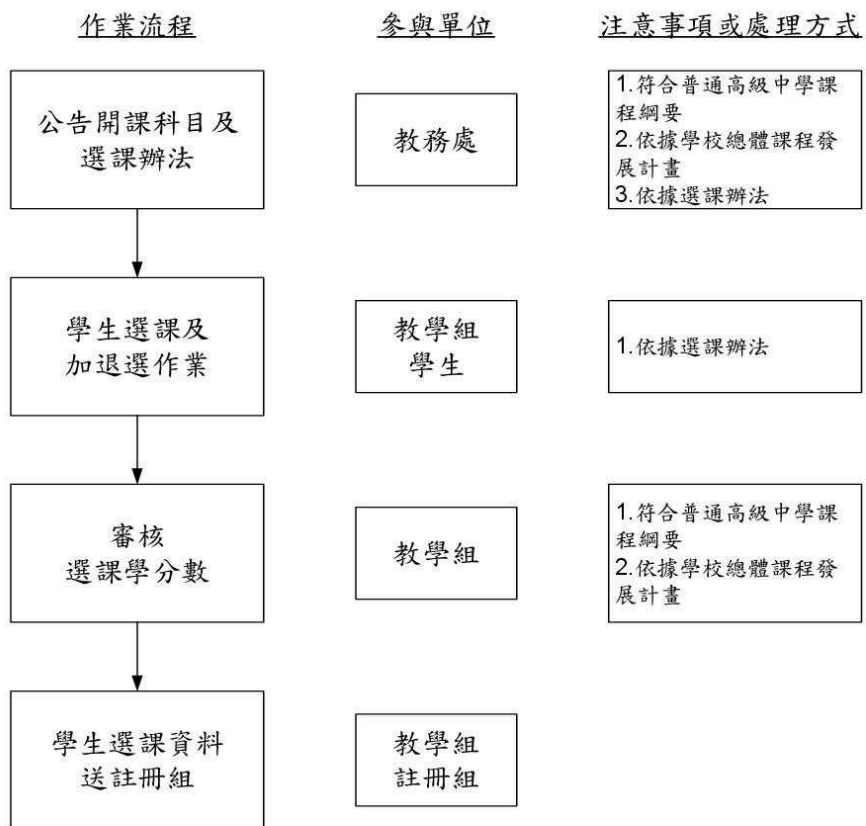 作業流程
參與單位
注意事項或處理方式
公告開課科目及
選課辦法
教務處
1.符合普通高級中學課
程綱要
2.依據學校總體課程發
展計畫
3.依據選課辦法
學生選課及
加退選作業
教學組
學生
1.依據選課辦法
審核
選課學分數
教學組
1.符合普通高級中學課
程綱要
2.依據學校總體課程發
展計畫
學生選課資料
送註冊組
教學組
註冊組